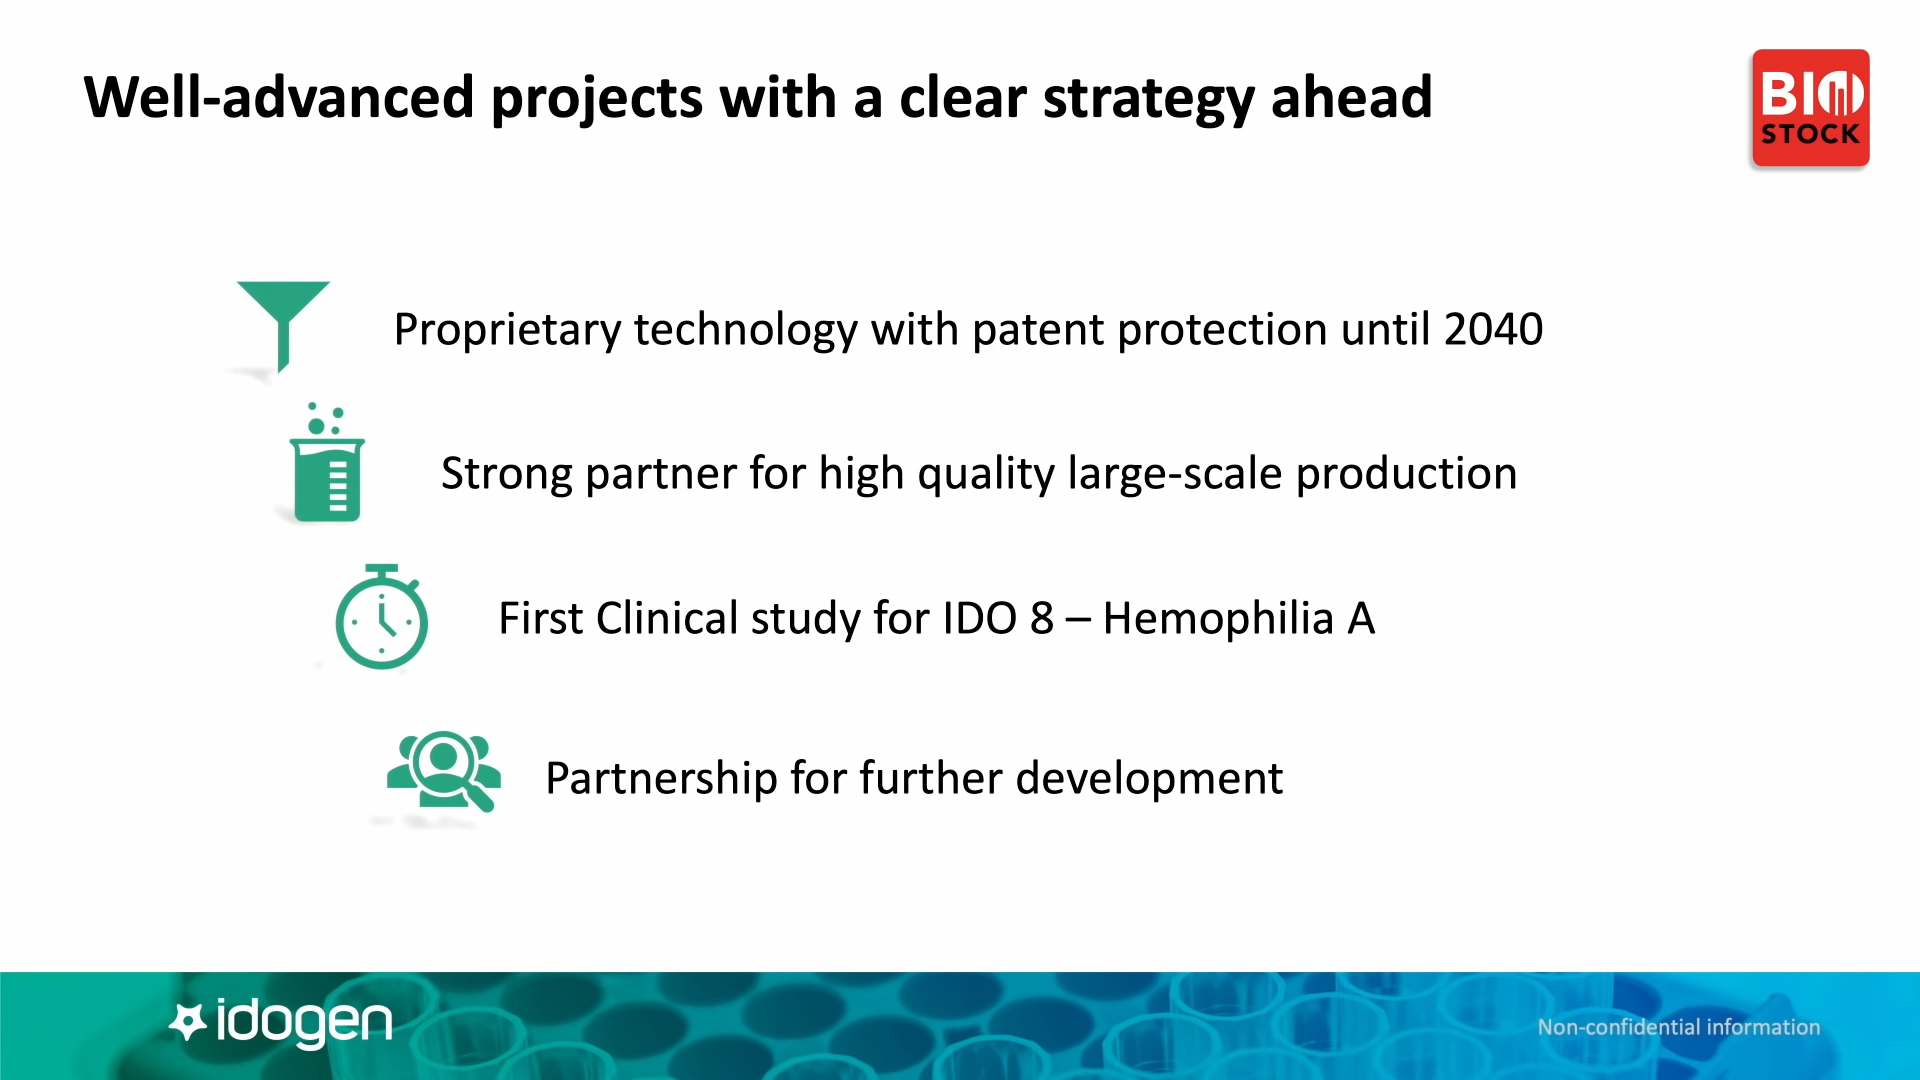 Well-advanced projects with a clear strategy ahead
BIO
STOCK
Proprietary technology with patent protection until 2040
Strong partner for high quality large-scale production
First Clinical study for IDO 8 – Hemophilia A
Partnership for further development
idogen
Non-confidential information